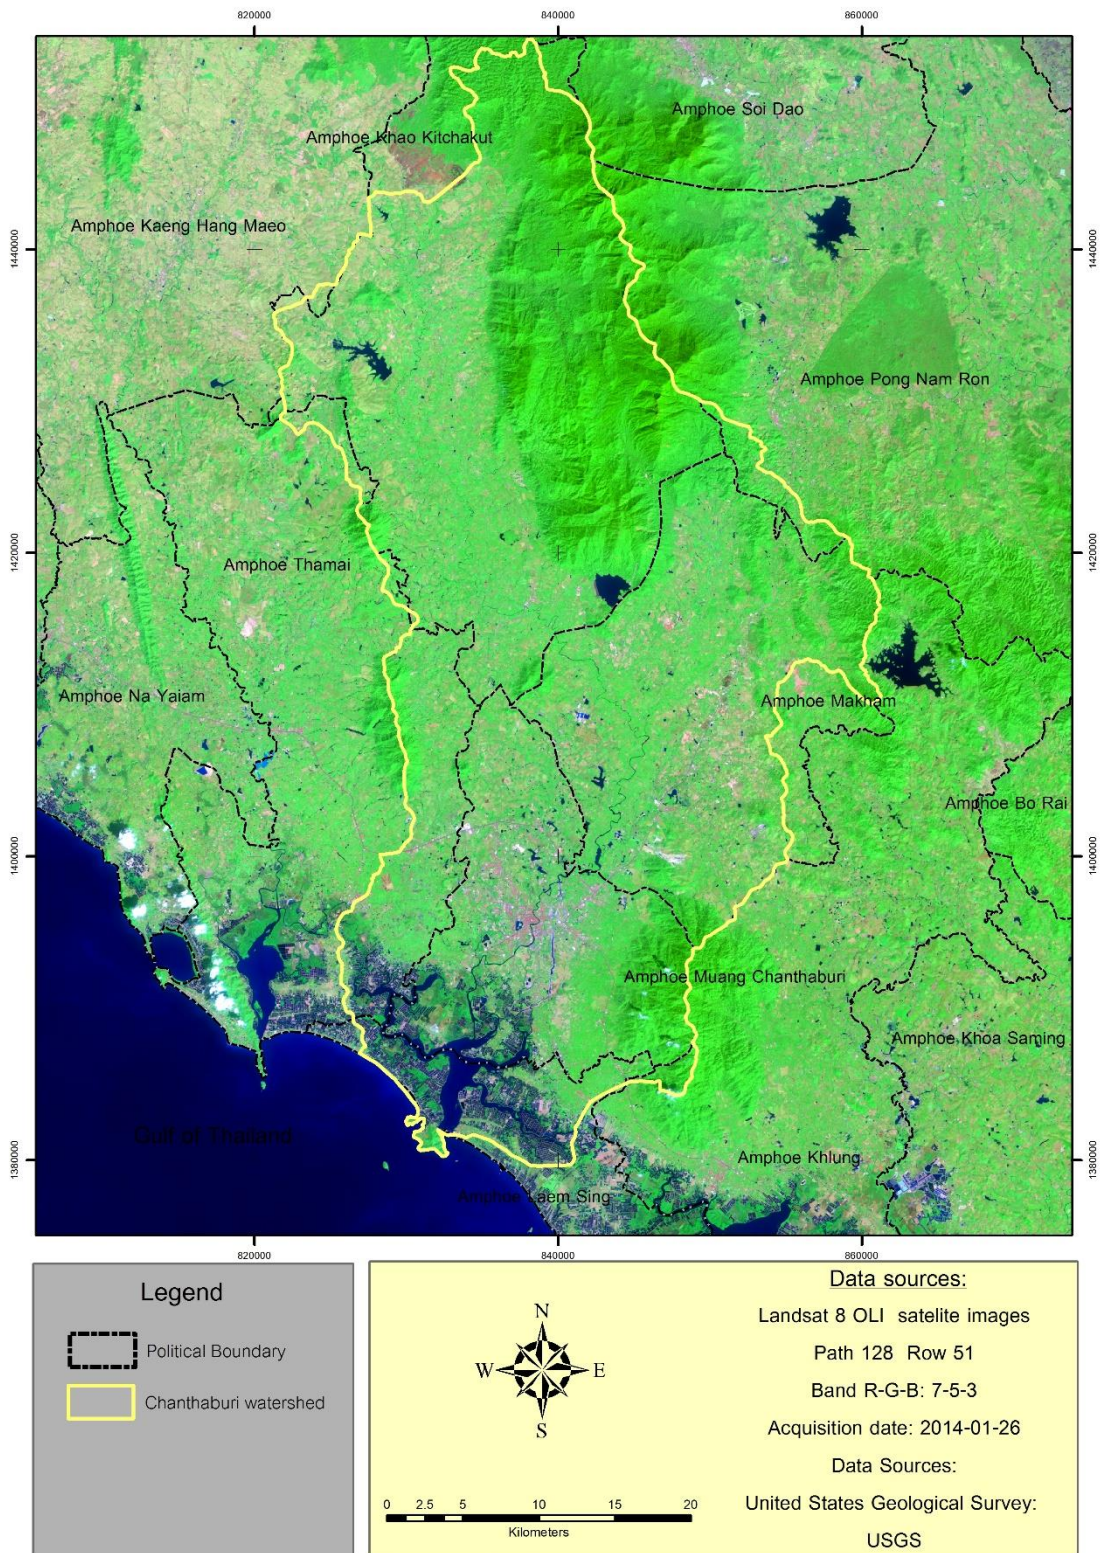 820000
840000
860000
Amphoe Soi Dao
Amphoe Khao Kitchakut
Amphoe Kaeng Hang Maeo
1440000
1440000
Amphoe Pong Nam Ron
1420000
1420000
Amphoe Thamai
Amphoe Na Yaiam
Amphoe Makham
Amphoe Bo Rai
1400000
1400000
Amphoe Muang Chanthaburi
Amphoe Khoa Saming
Gulf of Thailand
1380000
1380000
Amphoe Khlung
Amphoe Laem Sing
820000
840000
860000
Legend
Political Boundary
Chanthaburi watershed
N
W
E
S
0 2.5 5 10 15 20
Kilometers
Data sources:
Landsat 8 OLI satelite images
Path 128 Row 51
Band R-G-B: 7-5-3
Acquisition date: 2014-01-26
Data Sources:
United States Geological Survey:
USGS